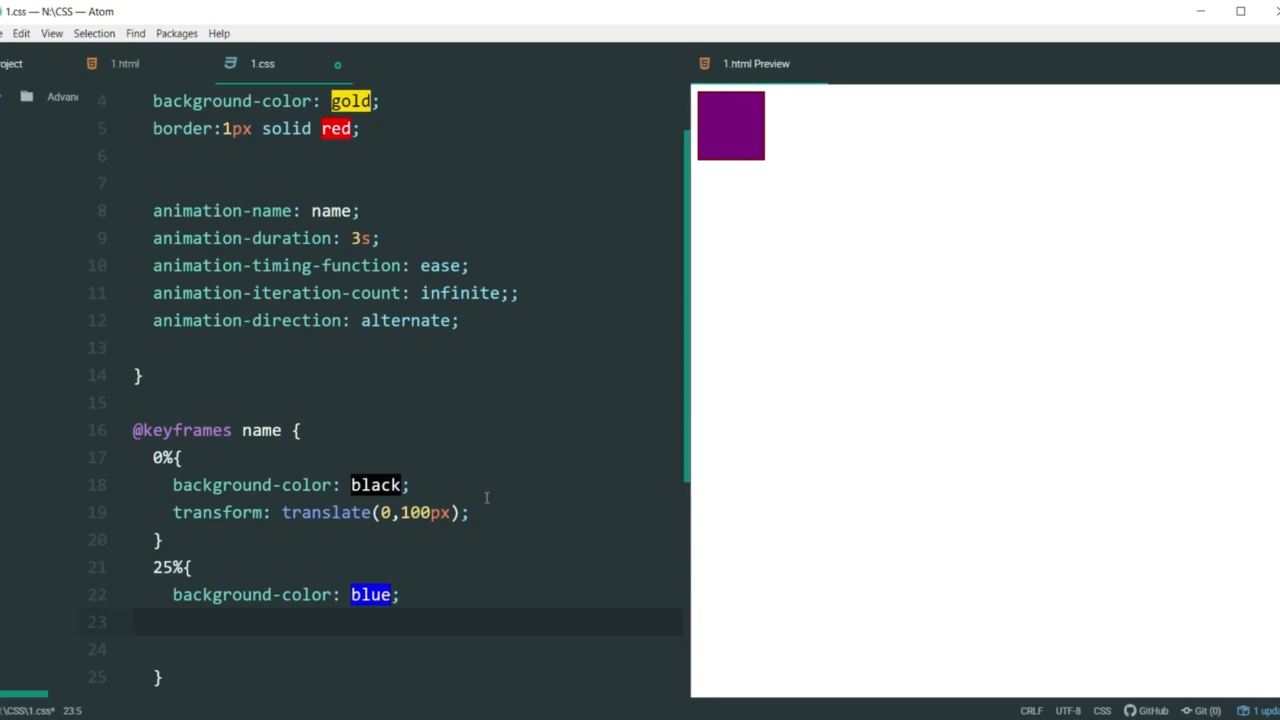 1.css — N:\CSS — Atom
e Edit View Selection Find Packages Help
oject
1.html
1.css
1.html Preview
Advanc
4 background-color: gold;
5 border:1px solid red;
6
7
8 animation-name: name;
9 animation-duration: 3s;
10 animation-timing-function: ease;
11 animation-iteration-count: infinite;;
12 animation-direction: alternate;
13
14 }
15
16 @keyframes name {
17 0%{
18 background-color: black;
19 transform: translate(0,100px);
20 }
21 25%{
22 background-color: blue;
23
24
25 }
\CSS\1.css* 23:5 CRLF UTF-8 CSS GitHub Git (0) 1 upda